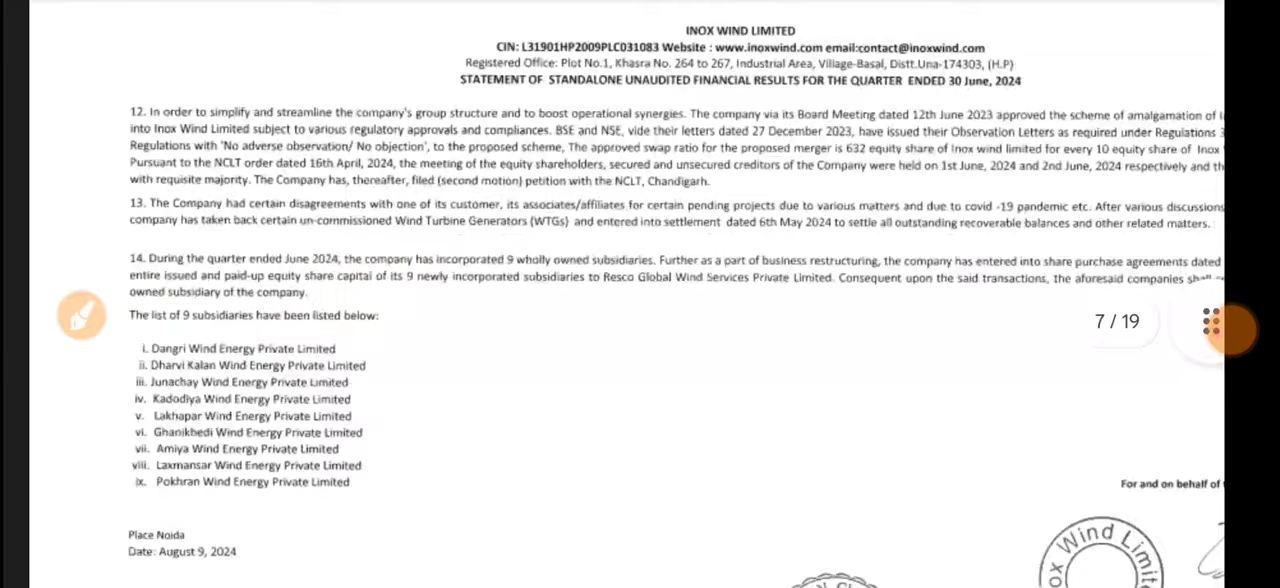 INOX WIND LIMITED
CIN: L31901HP2009PLC031083 Website : www.inoxwind.com email:contact@inoxwind.com
Registered Office: Plot No.1, Khasra No. 264 to 267, Industrial Area, Village-Basal, Distt.Una-174303, (H.P)
STATEMENT OF STANDALONE UNAUDITED FINANCIAL RESULTS FOR THE QUARTER ENDED 30 June, 2024
12. In order to simplify and streamline the company's group structure and to boost operational synergies. The company via its Board Meeting dated 12th June 2023 approved the scheme of amalgamation of
into Inox Wind Limited subject to various regulatory approvals and compliances. BSE and NSE, vide their letters dated 27 December 2023, have issued their Observation Letters as required under Regulations
Regulations with 'No adverse observation/ No objection', to the proposed scheme, The approved swap ratio for the proposed merger is 632 equity share of Inox wind limited for every 10 equity share of Inox
Pursuant to the NCLT order dated 16th April, 2024, the meeting of the equity shareholders, secured and unsecured creditors of the Company were held on 1st June, 2024 and 2nd June, 2024 respectively and
with requisite majority. The Company has, thereafter, filed (second motion) petition with the NCLT, Chandigarh.
13. The Company had certain disagreements with one of its customer, its associates/affiliates for certain pending projects due to various matters and due to covid -19 pandemic etc. After various discussions
company has taken back certain un-commissioned Wind Turbine Generators (WTGs) and entered into settlement dated 6th May 2024 to settle all outstanding recoverable balances and other related matters.
14. During the quarter ended June 2024, the company has incorporated 9 wholly owned subsidiaries. Further as a part of business restructuring, the company has entered into share purchase agreements dated
entire issued and paid-up equity share capital of its 9 newly incorporated subsidiaries to Resco Global Wind Services Private Limited. Consequent upon the said transactions, the aforesaid companies
owned subsidiary of the company.
The list of 9 subsidiaries have been listed below:
7 / 19
i. Dangri Wind Energy Private Limited
ii. Dharvi Kalan Wind Energy Private Limited
iii. Junachay Wind Energy Private Limited
iv. Kadodiya Wind Energy Private Limited
v. Lakhapar Wind Energy Private Limited
vi. Ghanikhedi Wind Energy Private Limited
vii. Amiya Wind Energy Private Limited
viii. Laxmansar Wind Energy Private Limited
ix. Pokhran Wind Energy Private Limited
For and on behalf of
Place Noida
Date: August 9, 2024
Wind